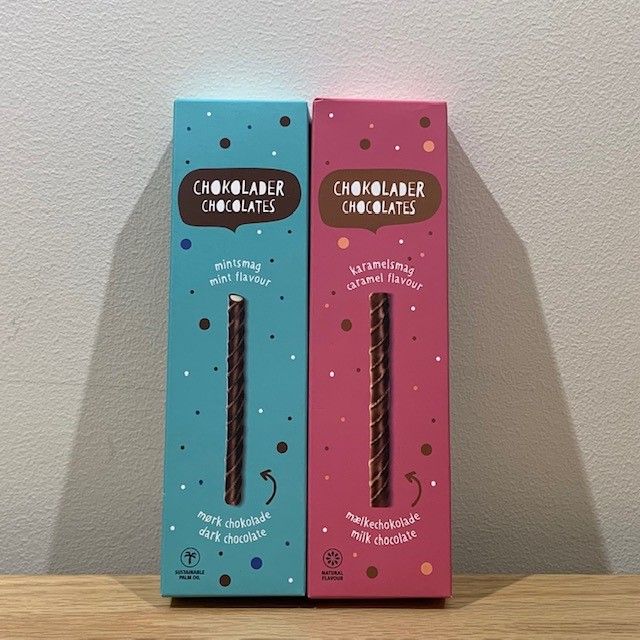 CHOKOLADER
CHOCOLATES
mintsmag
mint flavour
mørk chokolade
dark chocolate
SUSTAINABLE
PALM OIL
CHOKOLADER
CHOCOLATES
karamelsmag
caramel flavour
mælkechokolade
milk chocolate
NATURAL
FLAVOUR